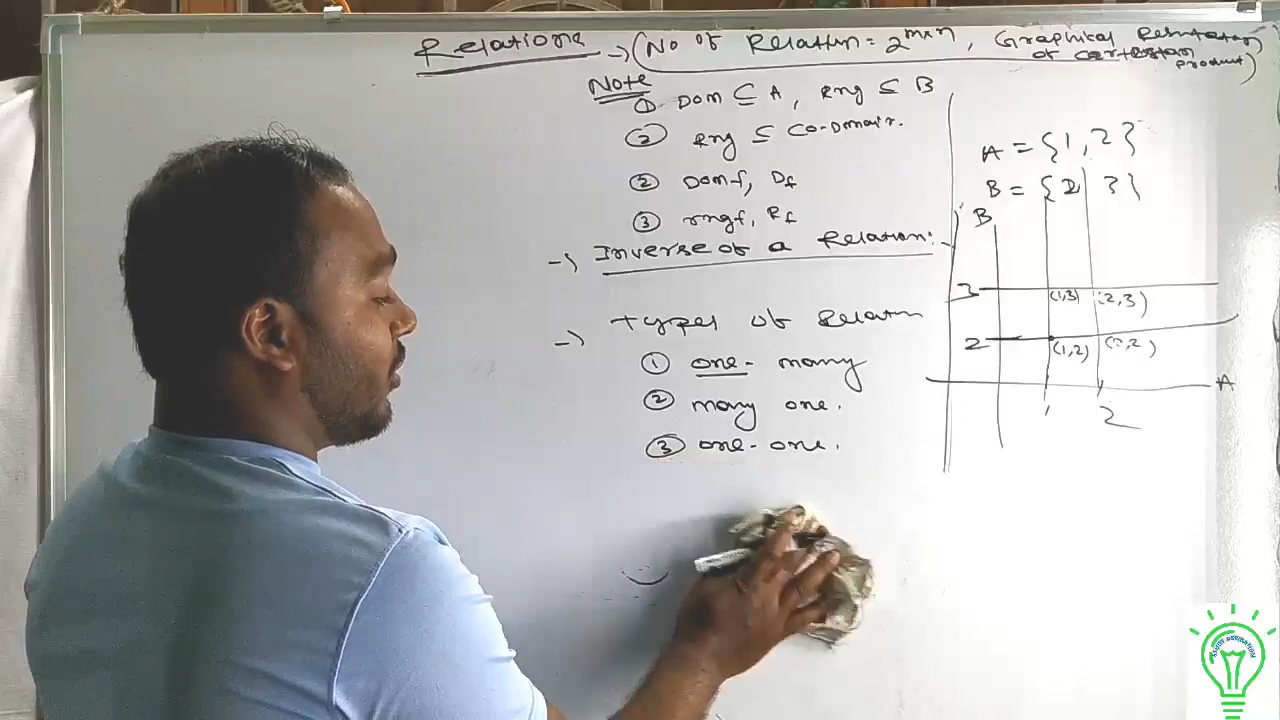 Relations → (No of Relation = 2^m×n, Graphical
of cartesian product)
Note
① Dom ⊆ A, Rng ⊆ B
② Rng ⊆ Co-Domain.
② Domf, Df
③ rngf, Rf
→ Inverse of a Relation:-
→ Types of Relatn
① one- many
② many one.
③ one-one.
A = {1, 2}
B = {2, 3}
B
3 (1,3) (2,3)
2 (1,2) (2,2)
A
1 2